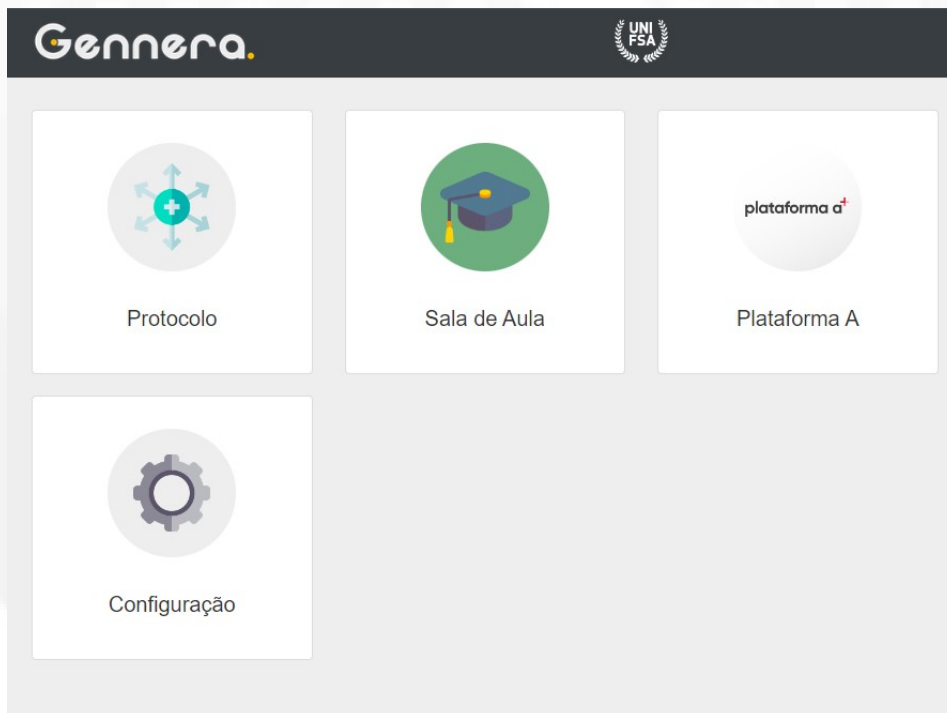 Gennera.
UNI
FSA
plataforma a+
Protocolo
Sala de Aula
Plataforma A
Configuração